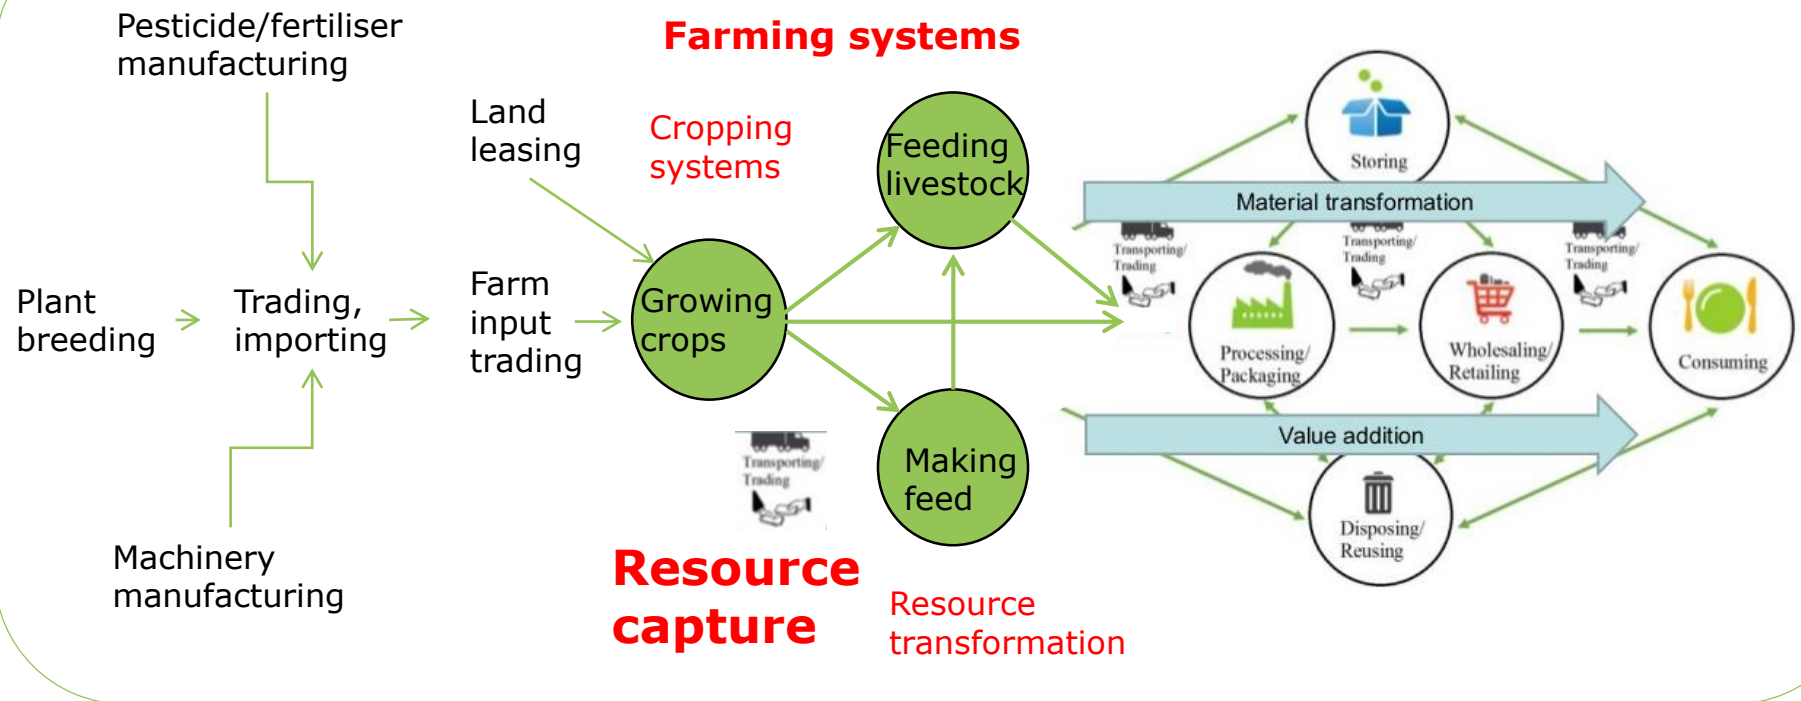 Pesticide/fertiliser
manufacturing
Farming systems
Land
leasing
Cropping
systems
Feeding
livestock
Storing
Material transformation
Transporting/
Trading
Transporting/
Trading
Transporting/
Trading
Plant
breeding
Trading,
importing
Farm
input
trading
Growing
crops
Processing/
Packaging
Wholesaling/
Retailing
Consuming
Value addition
Transporting/
Trading
Making
feed
Disposing/
Reusing
Machinery
manufacturing
Resource
capture
Resource
transformation